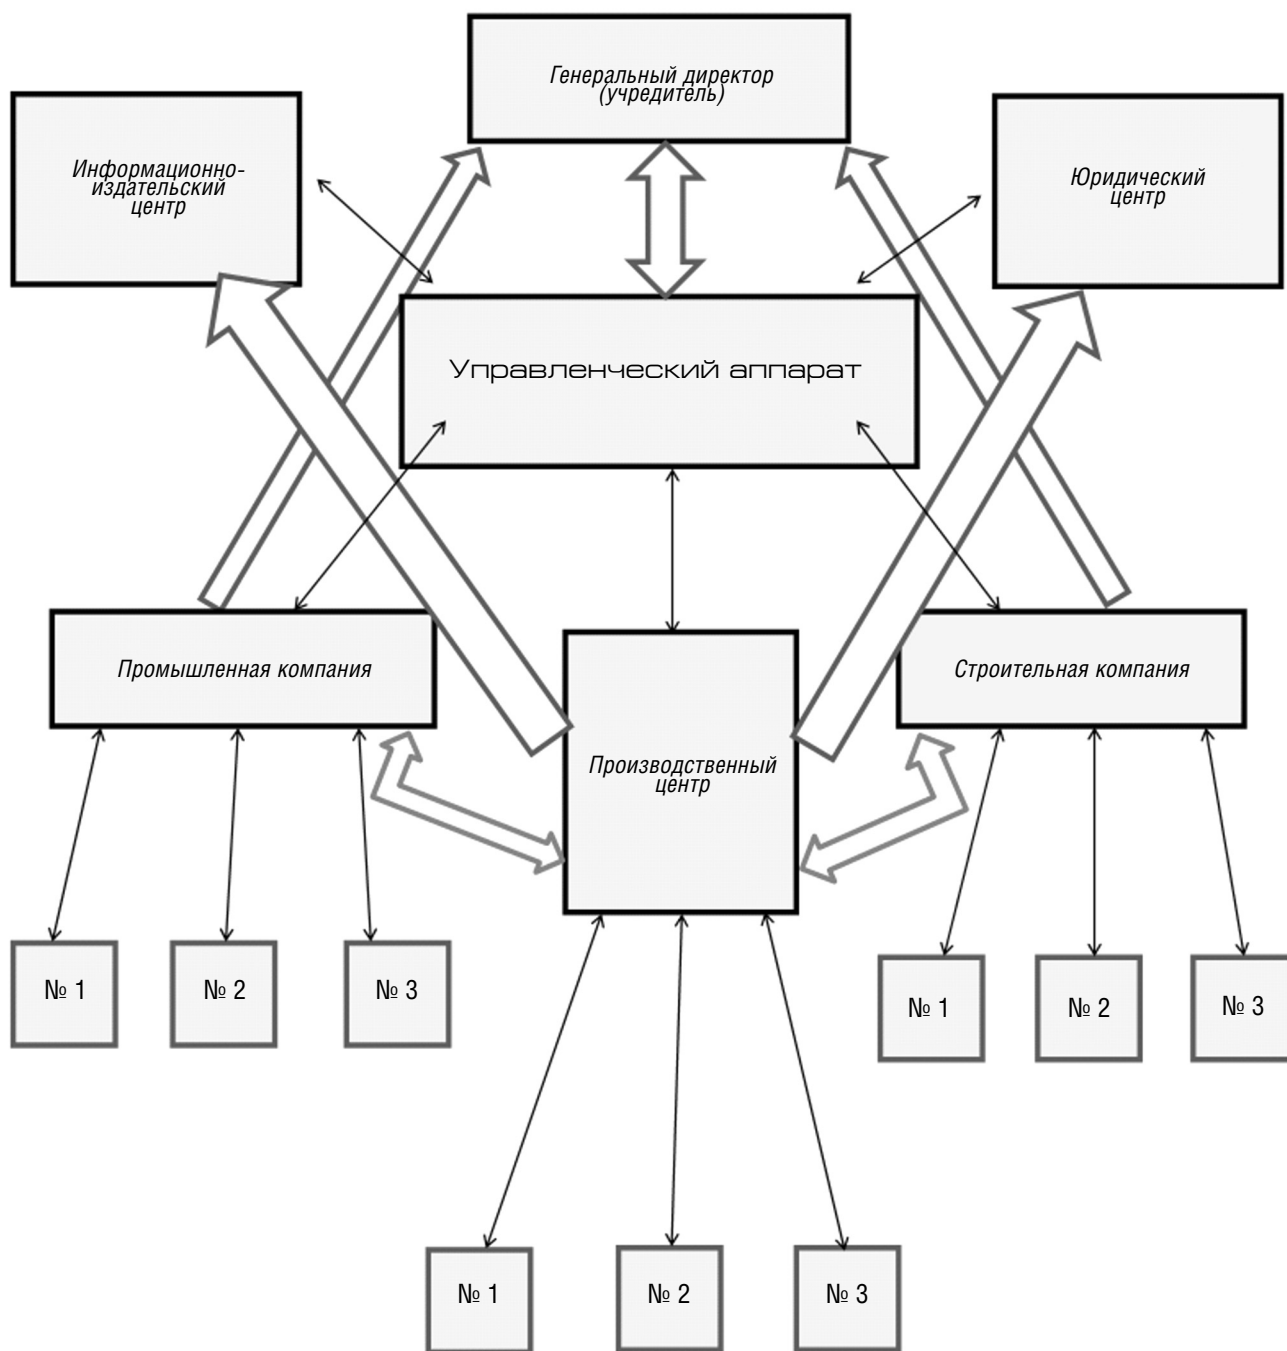 Генеральный директор
(учредитель)
Информационно-
издательский
центр
Юридический
центр
Управленческий аппарат
Промышленная компания
Строительная компания
Производственный
центр
№ 1
№ 2
№ 3
№ 1
№ 2
№ 3
№ 1
№ 2
№ 3